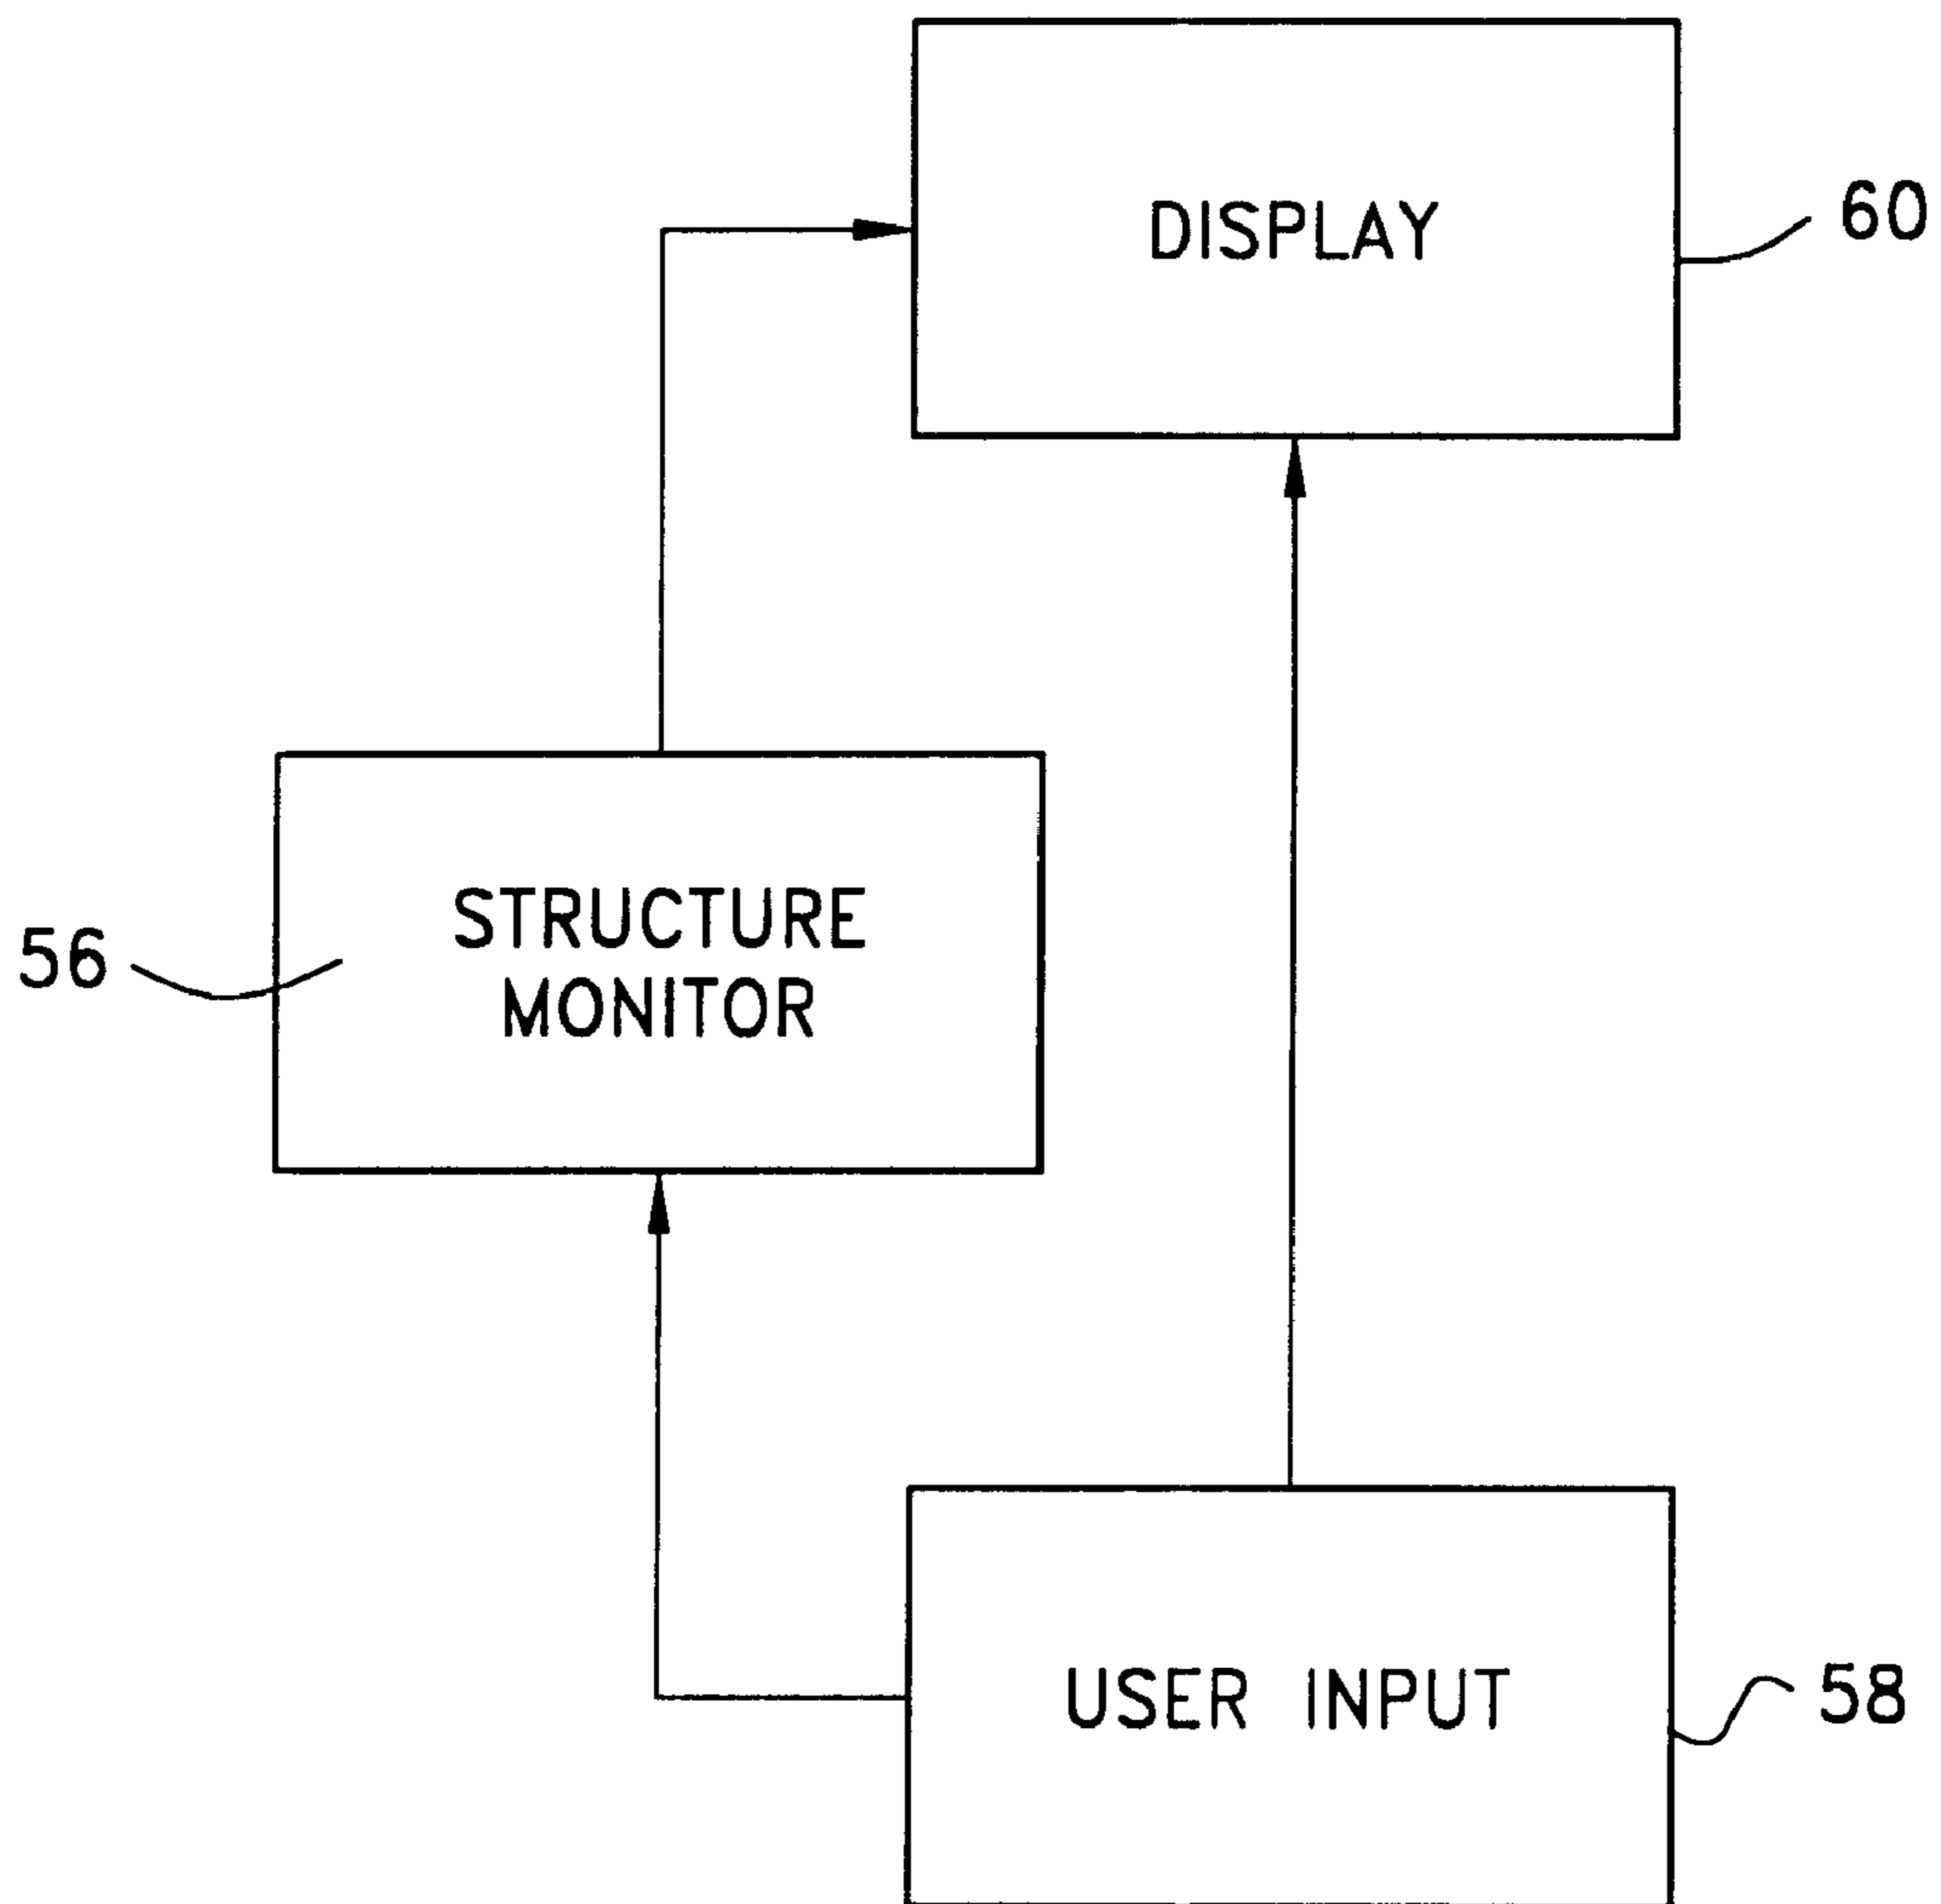 DISPLAY
60
STRUCTURE
MONITOR
56
USER INPUT
58